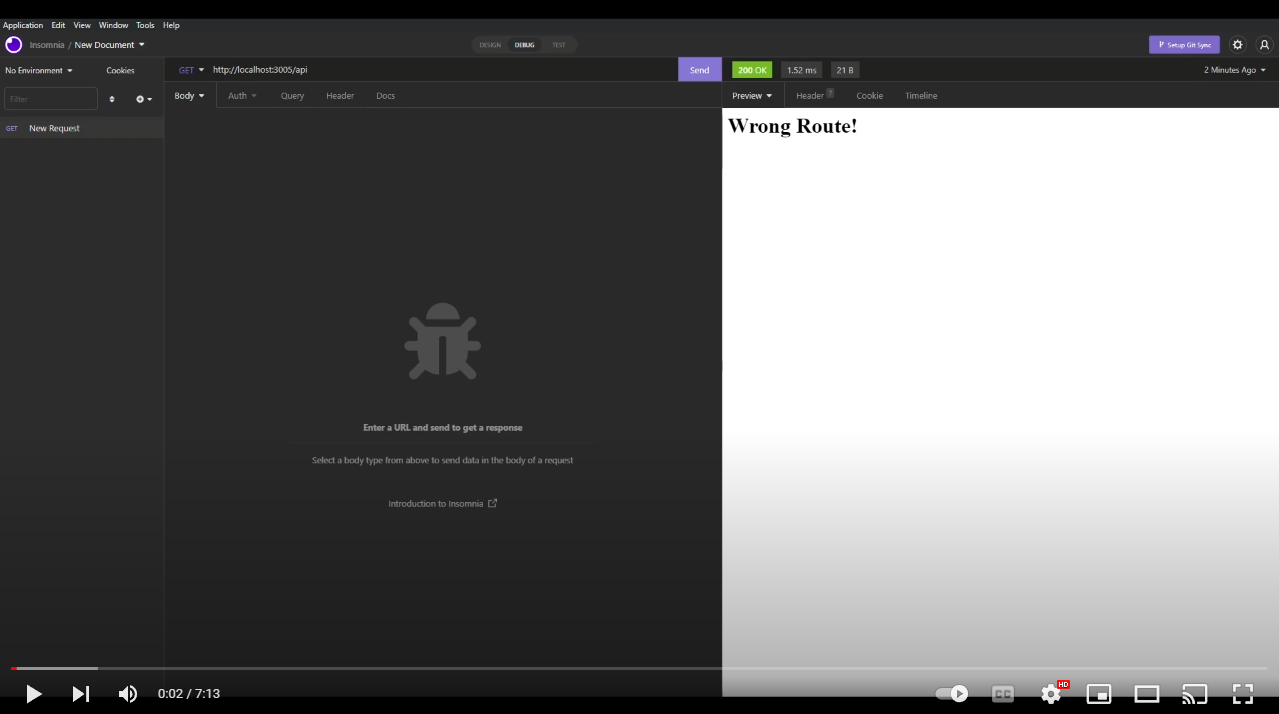 Application Edit View Window Tools Help
Insomnia / New Document
DESIGN DEBUG TEST
Setup Git Sync
No Environment Cookies
GET http://localhost:3005/api Send
200 OK 1.52 ms 21 B 2 Minutes Ago
Filter
Body Auth Query Header Docs
Preview Header 7 Cookie Timeline
GET New Request
Wrong Route!
Enter a URL and send to get a response
Select a body type from above to send data in the body of a request
Introduction to Insomnia
0:02 / 7:13
CC
HD